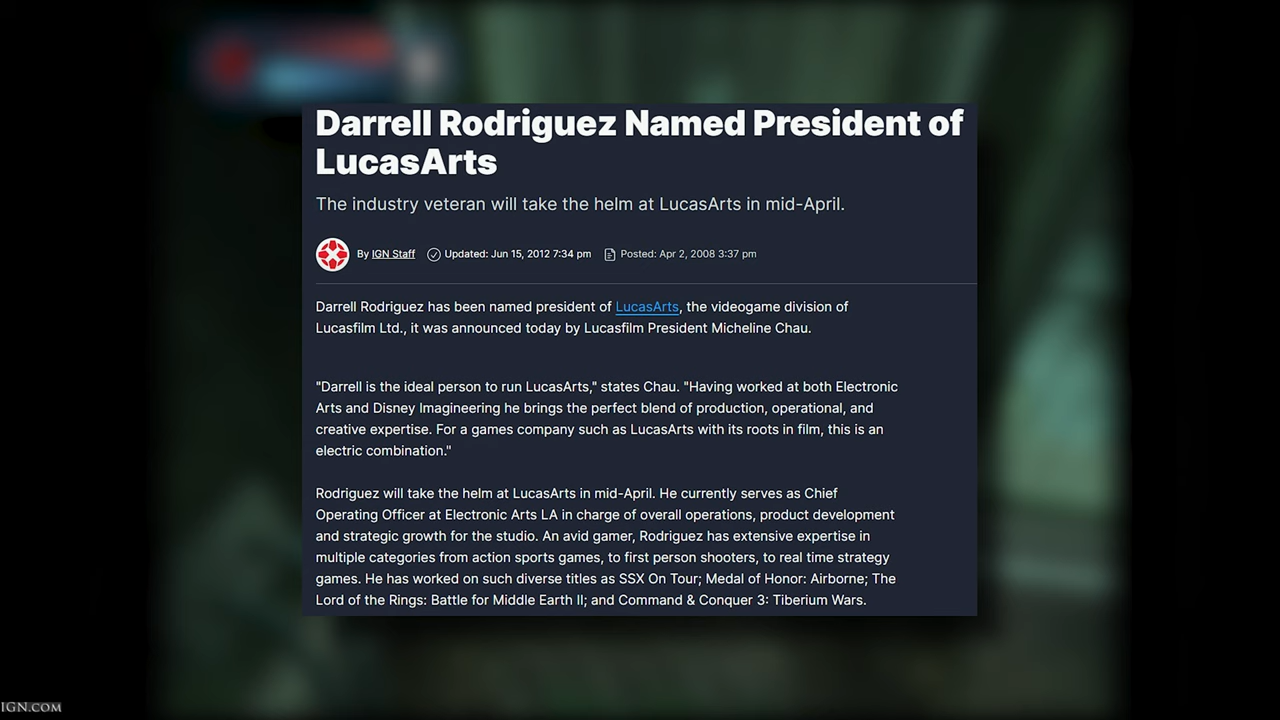 Darrell Rodriguez Named President of
LucasArts
The industry veteran will take the helm at LucasArts in mid-April.
By IGN Staff Updated: Jun 15, 2012 7:34 pm Posted: Apr 2, 2008 3:37 pm
Darrell Rodriguez has been named president of LucasArts, the videogame division of
Lucasfilm Ltd., it was announced today by Lucasfilm President Micheline Chau.
"Darrell is the ideal person to run LucasArts," states Chau. "Having worked at both Electronic
Arts and Disney Imagineering he brings the perfect blend of production, operational, and
creative expertise. For a games company such as LucasArts with its roots in film, this is an
electric combination."
Rodriguez will take the helm at LucasArts in mid-April. He currently serves as Chief
Operating Officer at Electronic Arts LA in charge of overall operations, product development
and strategic growth for the studio. An avid gamer, Rodriguez has extensive expertise in
multiple categories from action sports games, to first person shooters, to real time strategy
games. He has worked on such diverse titles as SSX On Tour; Medal of Honor: Airborne; The
Lord of the Rings: Battle for Middle Earth II; and Command & Conquer 3: Tiberium Wars.
IGN.COM